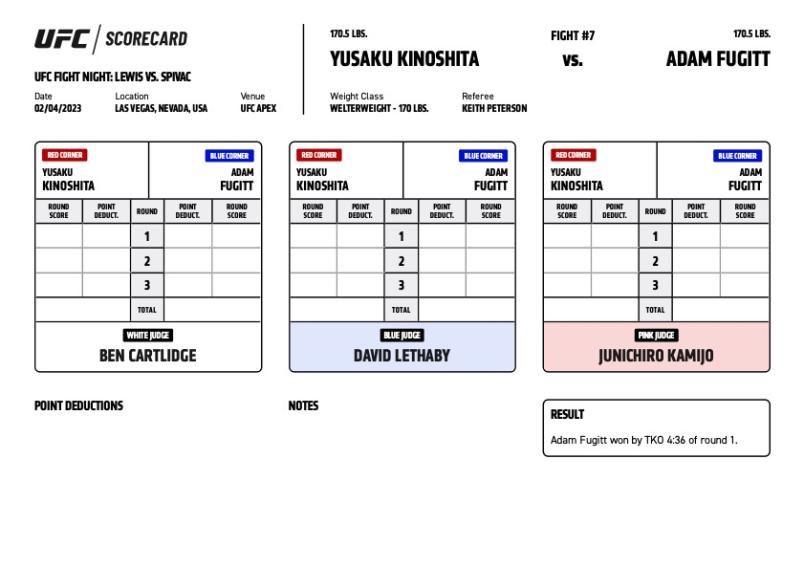 UFC SCORECARD
UFC FIGHT NIGHT: LEWIS VS. SPIVAC
Date Location Venue
02/04/2023 LAS VEGAS, NEVADA, USA UFC APEX
170.5 LBS. FIGHT #7 170.5 LBS.
YUSAKU KINOSHITA vs. ADAM FUGITT
Weight Class Referee
WELTERWEIGHT - 170 LBS. KEITH PETERSON
RED CORNER BLUE CORNER
YUSAKU ADAM
KINOSHITA FUGITT
ROUND POINT ROUND POINT ROUND
SCORE DEDUCT. DEDUCT. SCORE
1
2
3
TOTAL
WHITE JUDGE
BEN CARTLIDGE
RED CORNER BLUE CORNER
YUSAKU ADAM
KINOSHITA FUGITT
ROUND POINT ROUND POINT ROUND
SCORE DEDUCT. DEDUCT. SCORE
1
2
3
TOTAL
BLUE JUDGE
DAVID LETHABY
RED CORNER BLUE CORNER
YUSAKU ADAM
KINOSHITA FUGITT
ROUND POINT ROUND POINT ROUND
SCORE DEDUCT. DEDUCT. SCORE
1
2
3
TOTAL
PINK JUDGE
JUNICHIRO KAMIJO
POINT DEDUCTIONS
NOTES
RESULT
Adam Fugitt won by TKO 4:36 of round 1.